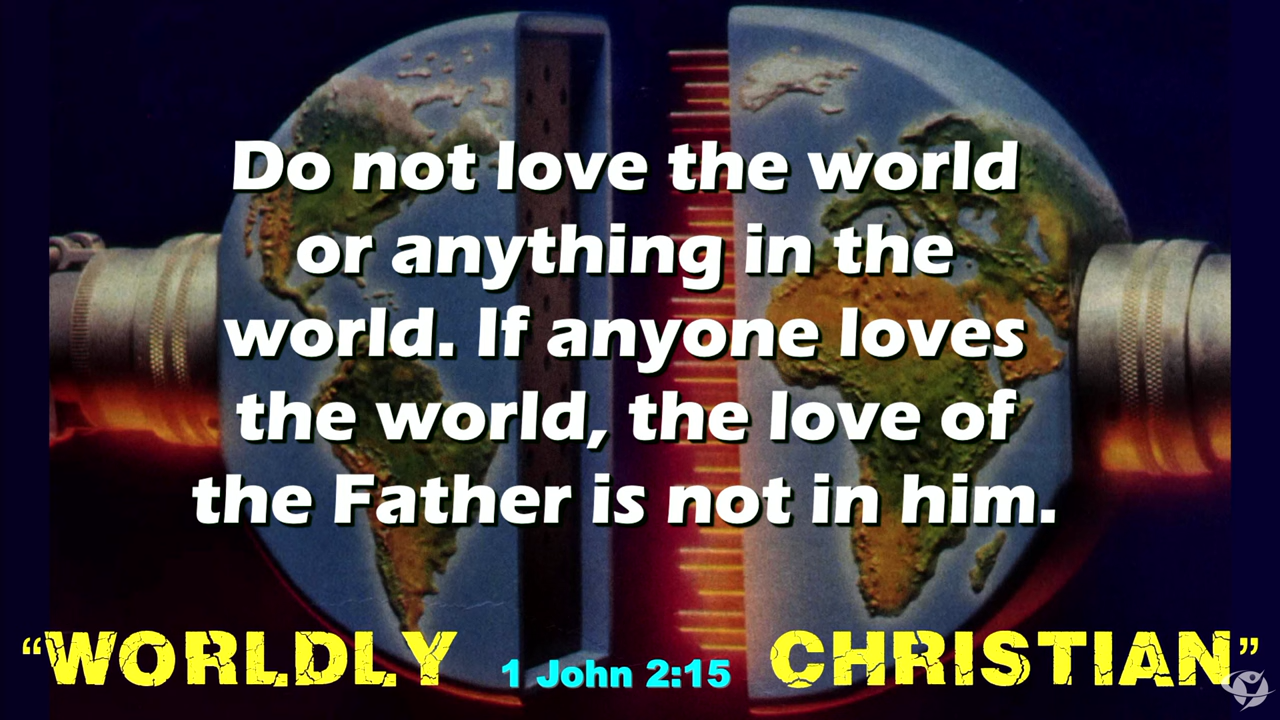 Do not love the world
or anything in the
world. If anyone loves
the world, the love of
the Father is not in him.
“WORLDLY 1 John 2:15 CHRISTIAN”